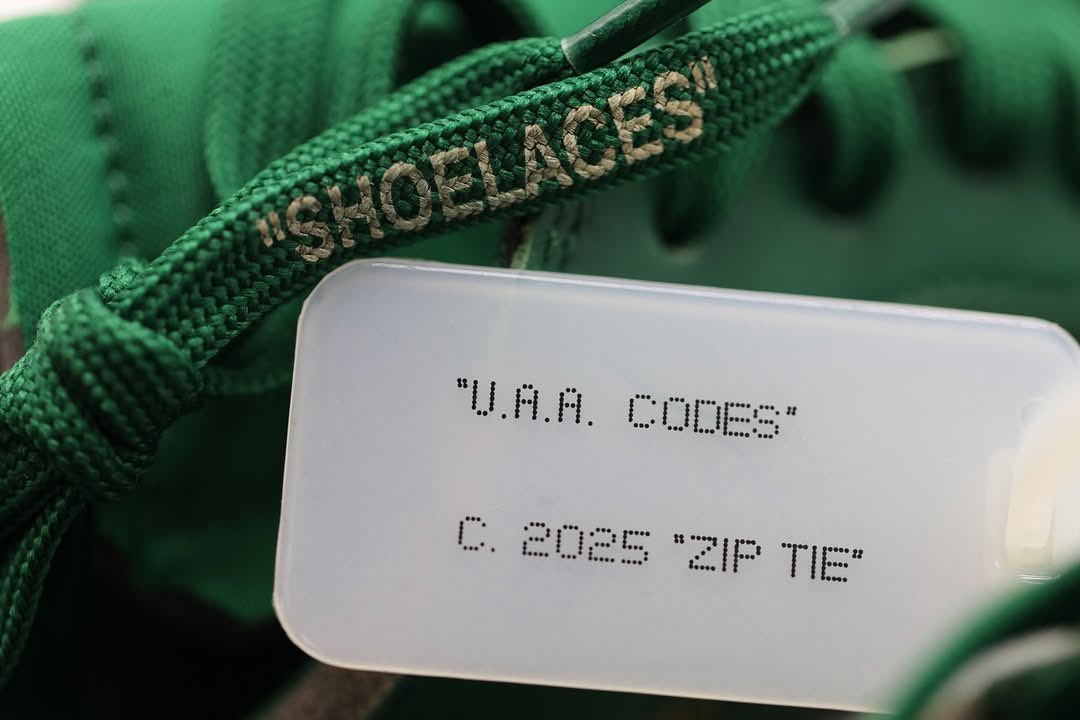 "SHOELACES"
"U.A.A. CODES"
C. 2025 "ZIP TIE"